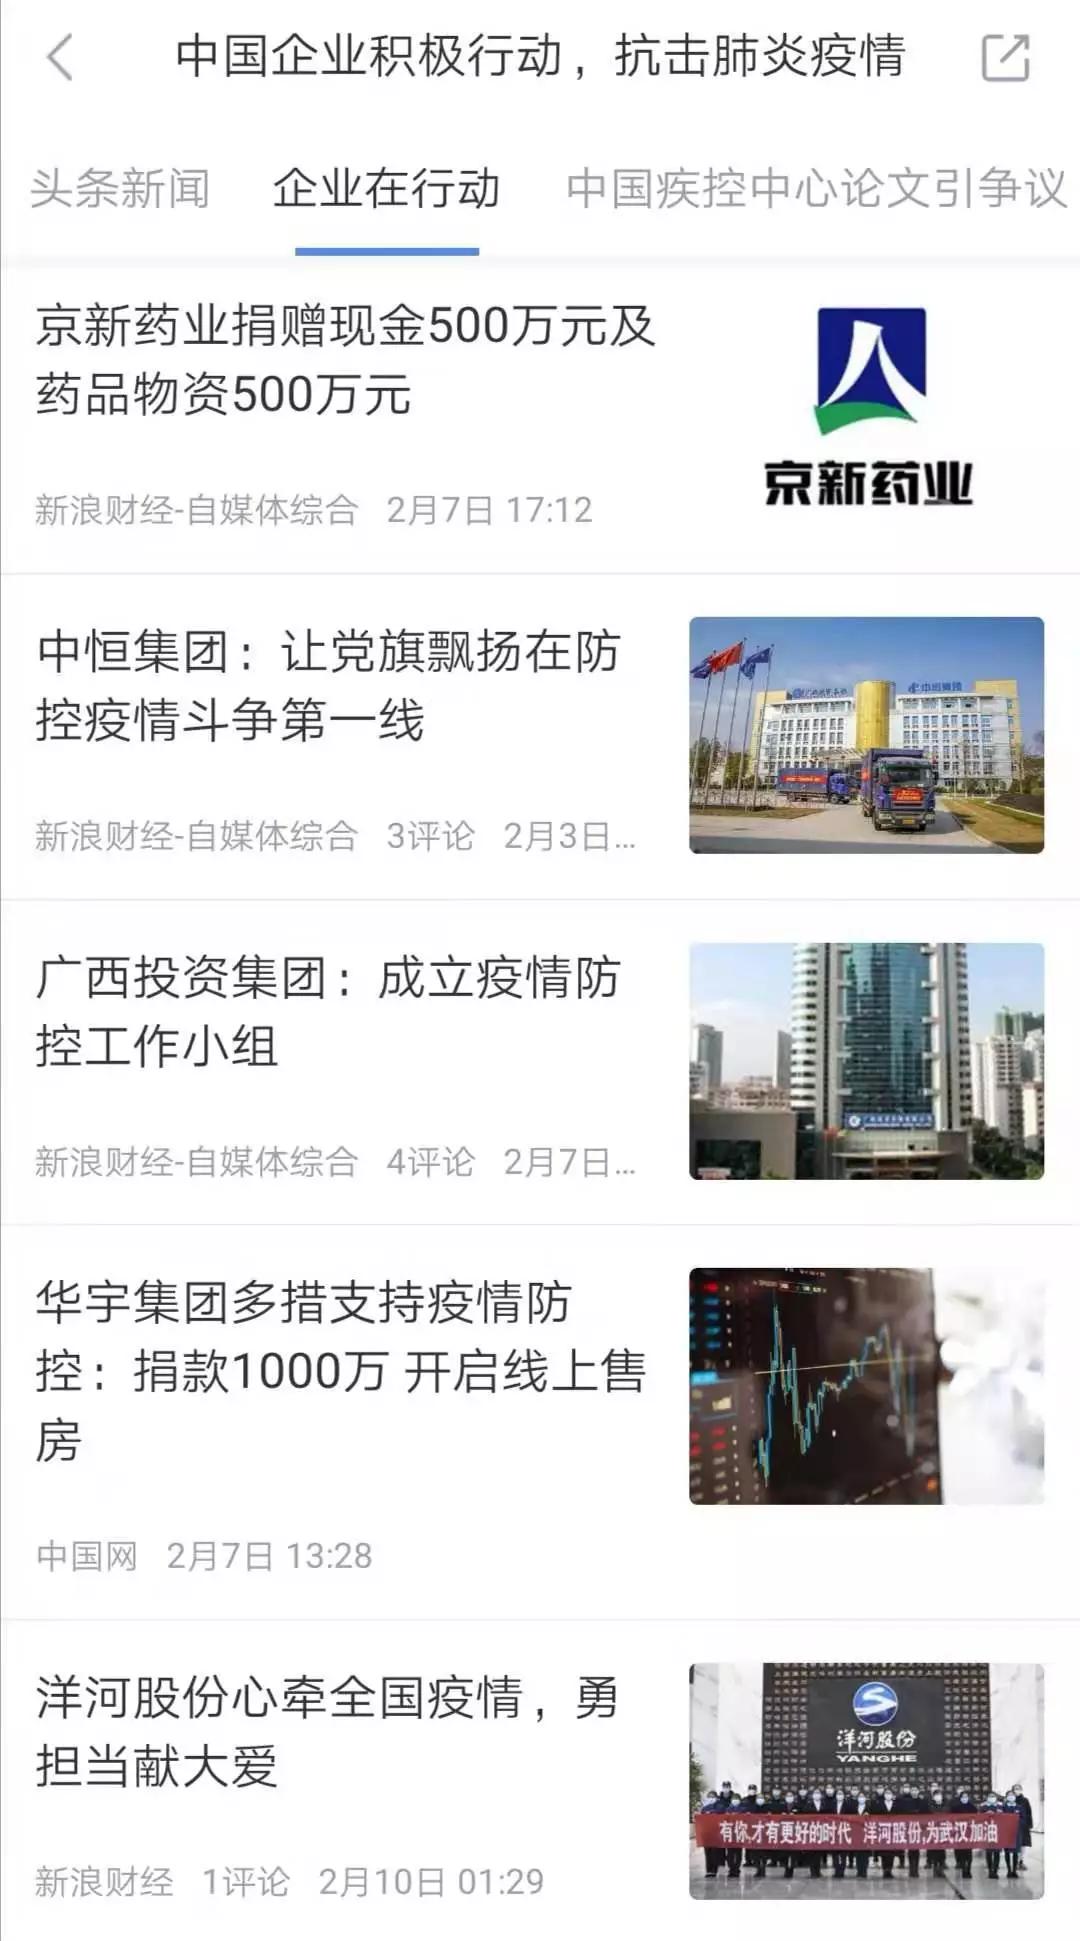 中国企业积极行动，抗击肺炎疫情
头条新闻 企业在行动 中国疾控中心论文引争议
京新药业捐赠现金500万元及
药品物资500万元
新浪财经-自媒体综合 2月7日 17:12
京新药业
中恒集团：让党旗飘扬在防
控疫情斗争第一线
新浪财经-自媒体综合 3评论 2月3日...
中恒集团
广西投资集团：成立疫情防
控工作小组
新浪财经-自媒体综合 4评论 2月7日...
华宇集团多措支持疫情防
控：捐款1000万 开启线上售
房
中国网 2月7日 13:28
洋河股份心牵全国疫情，勇
担当献大爱
新浪财经 1评论 2月10日 01:29
洋河股份
YANGHE
有你,才有更好的时代 洋河股份,为武汉加油